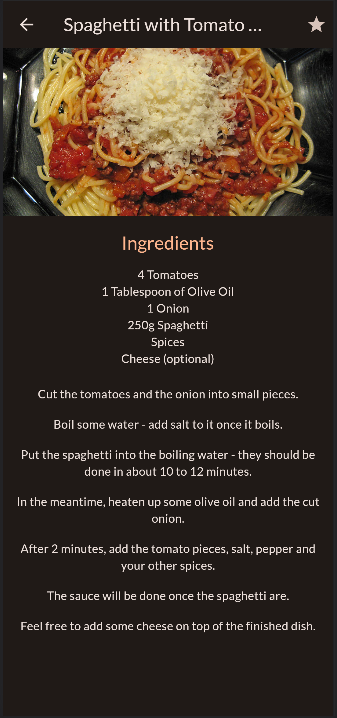 Spaghetti with Tomato ...
Ingredients
4 Tomatoes
1 Tablespoon of Olive Oil
1 Onion
250g Spaghetti
Spices
Cheese (optional)
Cut the tomatoes and the onion into small pieces.
Boil some water - add salt to it once it boils.
Put the spaghetti into the boiling water - they should be
done in about 10 to 12 minutes.
In the meantime, heaten up some olive oil and add the cut
onion.
After 2 minutes, add the tomato pieces, salt, pepper and
your other spices.
The sauce will be done once the spaghetti are.
Feel free to add some cheese on top of the finished dish.